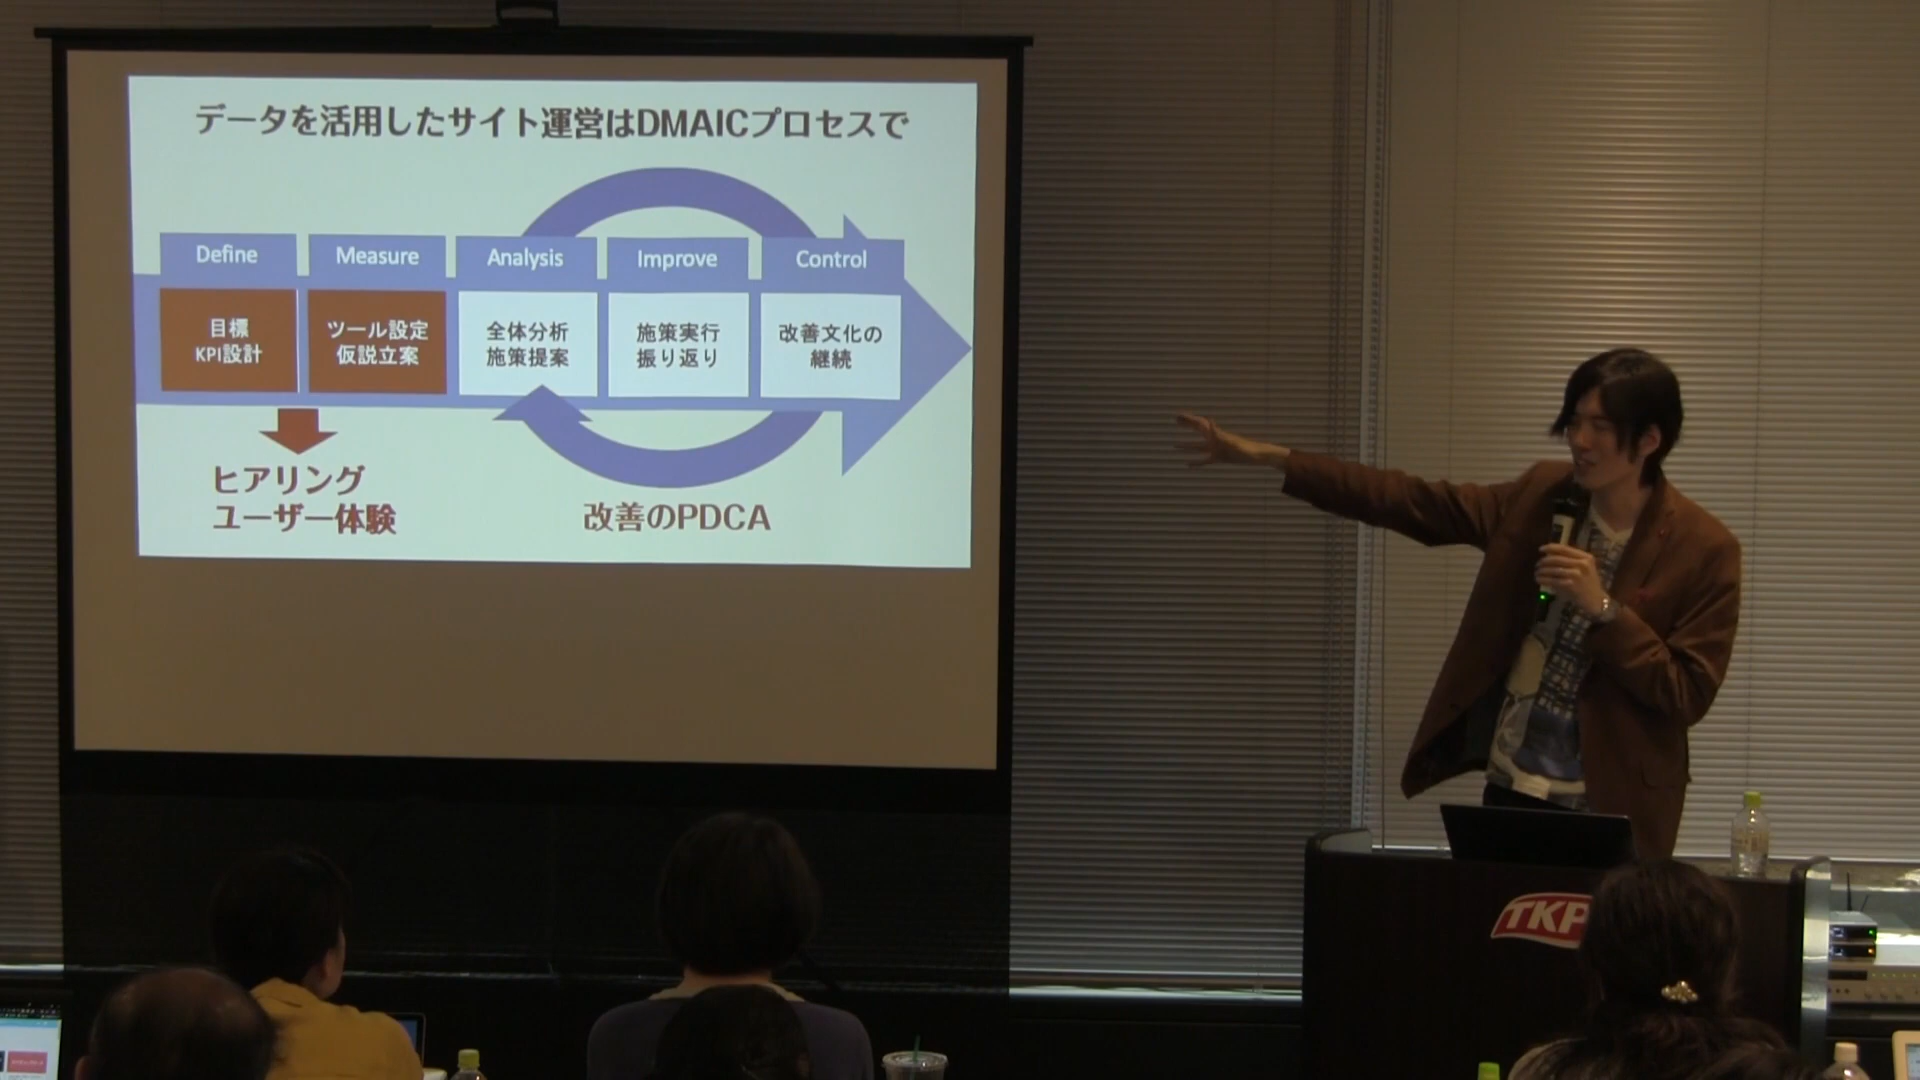 データを活用したサイト運営はDMAICプロセスで
Define
Measure
Analysis
Improve
Control
目標
KPI設計
ツール設定
仮説立案
全体分析
施策提案
施策実行
振り返り
改善文化の
継続
ヒアリング
ユーザー体験
改善のPDCA
TKP